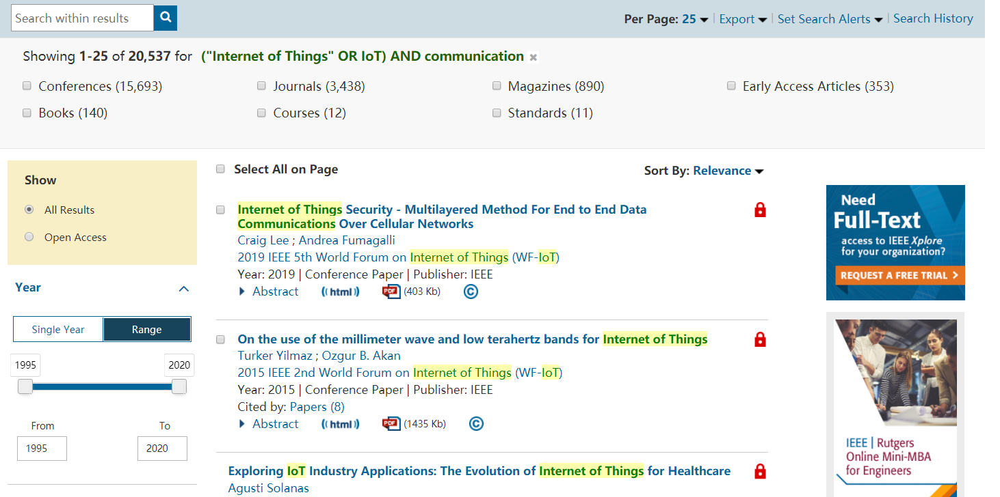 Search within results
Per Page: 25 | Export | Set Search Alerts | Search History
Showing 1-25 of 20,537 for ("Internet of Things" OR IoT) AND communication ×
Conferences (15,693) Journals (3,438) Magazines (890) Early Access Articles (353)
Books (140) Courses (12) Standards (11)
Show
All Results
Open Access
Year
Single Year Range
1995 2020
From To
1995 2020
Select All on Page
Sort By: Relevance
Internet of Things Security - Multilayered Method For End to End Data
Communications Over Cellular Networks
Craig Lee ; Andrea Fumagalli
2019 IEEE 5th World Forum on Internet of Things (WF-IoT)
Year: 2019 | Conference Paper | Publisher: IEEE
Abstract ((html)) PDF (403 Kb) ©
On the use of the millimeter wave and low terahertz bands for Internet of Things
Turker Yilmaz ; Ozgur B. Akan
2015 IEEE 2nd World Forum on Internet of Things (WF-IoT)
Year: 2015 | Conference Paper | Publisher: IEEE
Cited by: Papers (8)
Abstract ((html)) PDF (1435 Kb) ©
Exploring IoT Industry Applications: The Evolution of Internet of Things for Healthcare
Agusti Solanas
Need
Full-Text
access to IEEE Xplore
for your organization?
REQUEST A FREE TRIAL >
IEEE | Rutgers
Online Mini-MBA
for Engineers